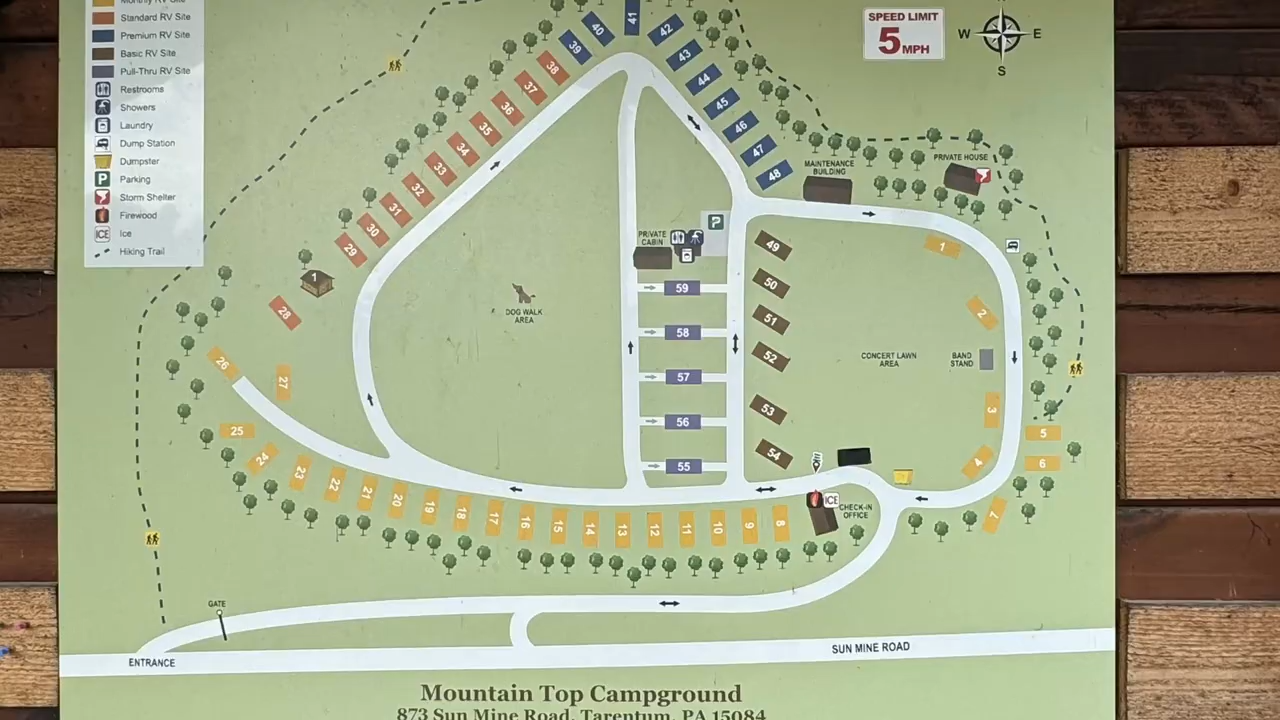 Monthly RV Site
Standard RV Site
Premium RV Site
Basic RV Site
Pull-Thru RV Site
Restrooms
Showers
Laundry
Dump Station
Dumpster
P Parking
Storm Shelter
Firewood
ICE Ice
Hiking Trail
SPEED LIMIT
5 MPH
W E
S
41
40 42
39 43
38 44
37 45
36 46
35 47
34 48
33
32
31
30
29
1
28
26
27
25
24
23
22
21
20
19
18
17
16
15
14
13
12
11
10
9
8
MAINTENANCE
BUILDING
PRIVATE HOUSE
P
PRIVATE
CABIN
49
50
51
52
53
54
59
58
57
56
55
DOG WALK
AREA
CONCERT LAWN
AREA
BAND
STAND
1
2
3
4
5
6
7
ICE
CHECK-IN
OFFICE
GATE
ENTRANCE
SUN MINE ROAD
Mountain Top Campground
873 Sun Mine Road, Tarentum, PA 15084